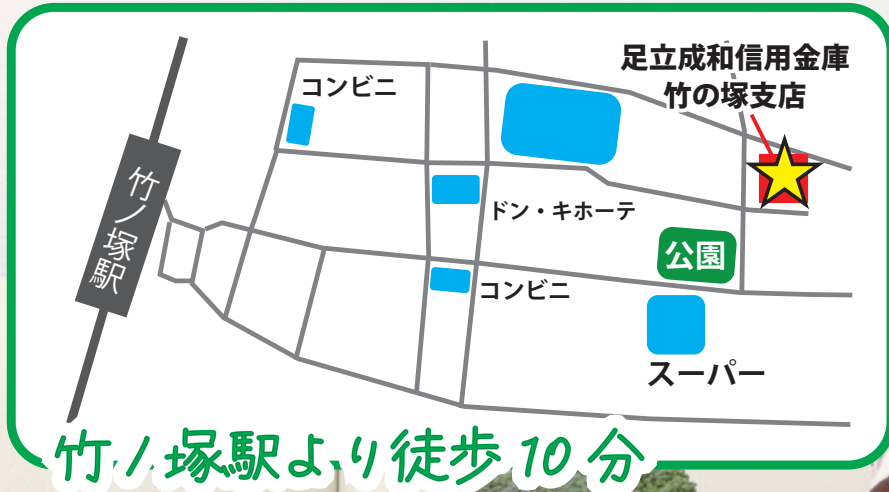 足立成和信用金庫
竹の塚支店
コンビニ
竹ノ塚駅
ドン・キホーテ
公園
コンビニ
スーパー
竹ノ塚駅より徒歩10分